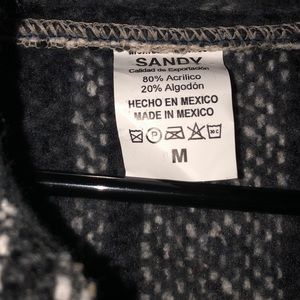 SANDY
Calidad de Exportación
80% Acrilico
20% Algodón
HECHO EN MEXICO
MADE IN MEXICO
M